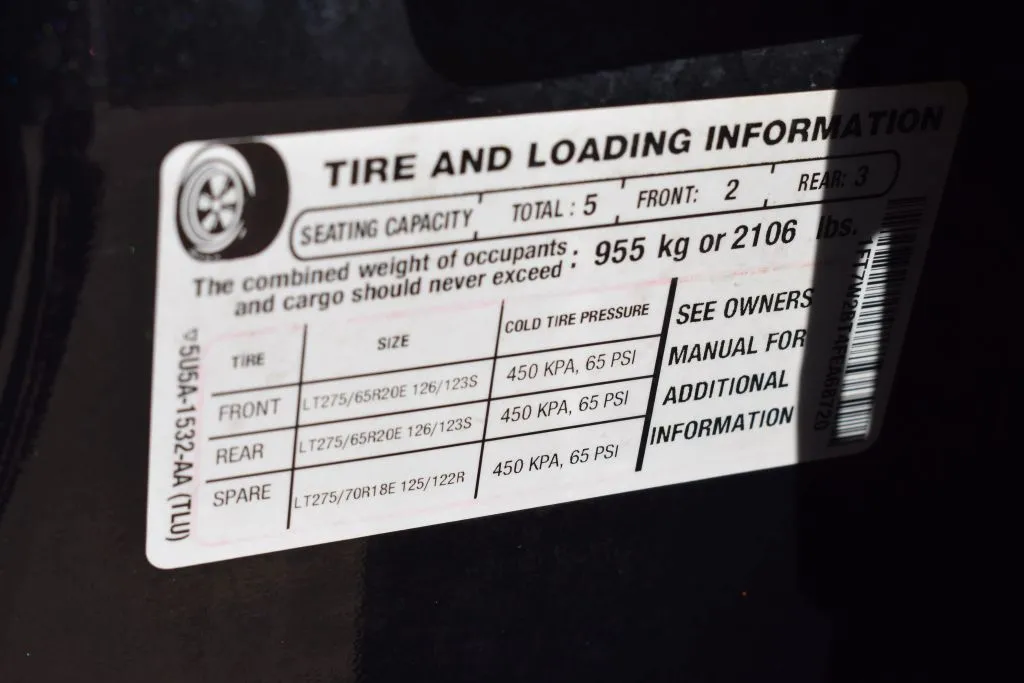 TIRE AND LOADING INFORMATION
SEATING CAPACITY TOTAL : 5 FRONT: 2 REAR: 3
The combined weight of occupants
and cargo should never exceed : 955 kg or 2106 lbs.
TIRE SIZE COLD TIRE PRESSURE
FRONT LT275/65R20E 126/123S 450 KPA, 65 PSI
REAR LT275/65R20E 126/123S 450 KPA, 65 PSI
SPARE LT275/70R18E 125/122R 450 KPA, 65 PSI
SEE OWNERS
MANUAL FOR
ADDITIONAL
INFORMATION
5U5A-1532-AA (TLU)